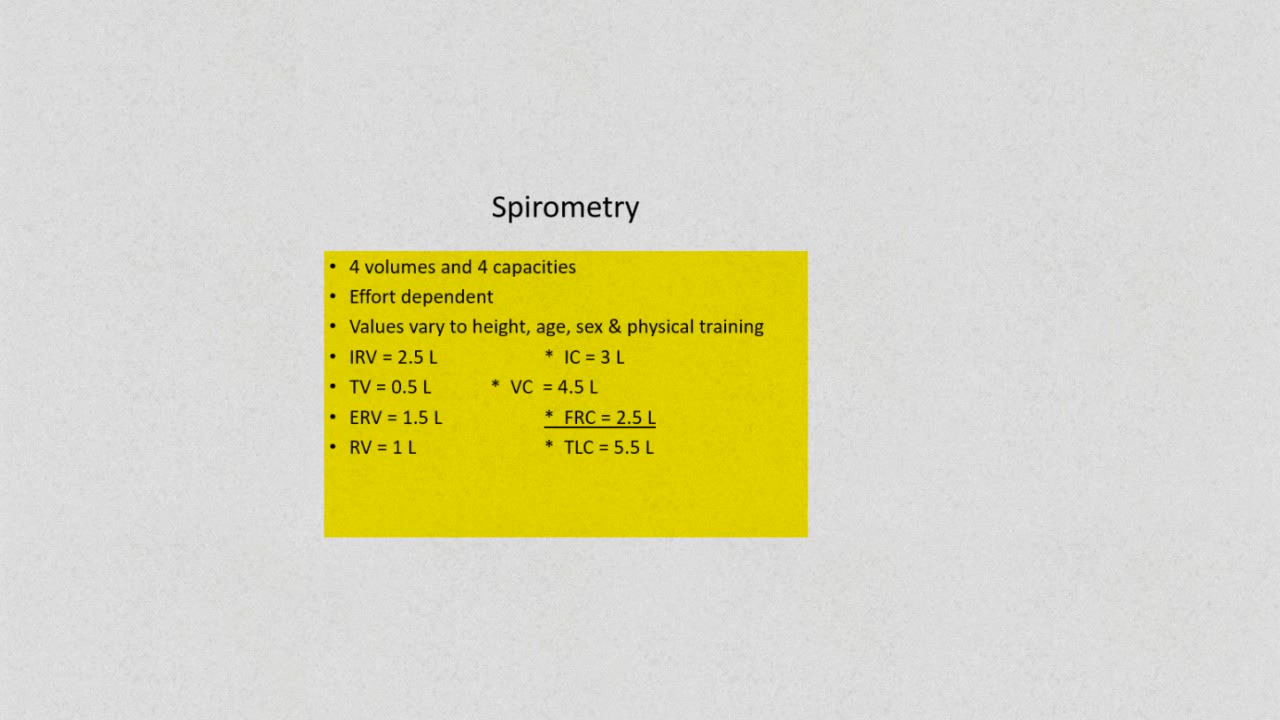 Spirometry
• 4 volumes and 4 capacities
• Effort dependent
• Values vary to height, age, sex & physical training
• IRV = 2.5 L * IC = 3 L
• TV = 0.5 L * VC = 4.5 L
• ERV = 1.5 L * FRC = 2.5 L
• RV = 1 L * TLC = 5.5 L